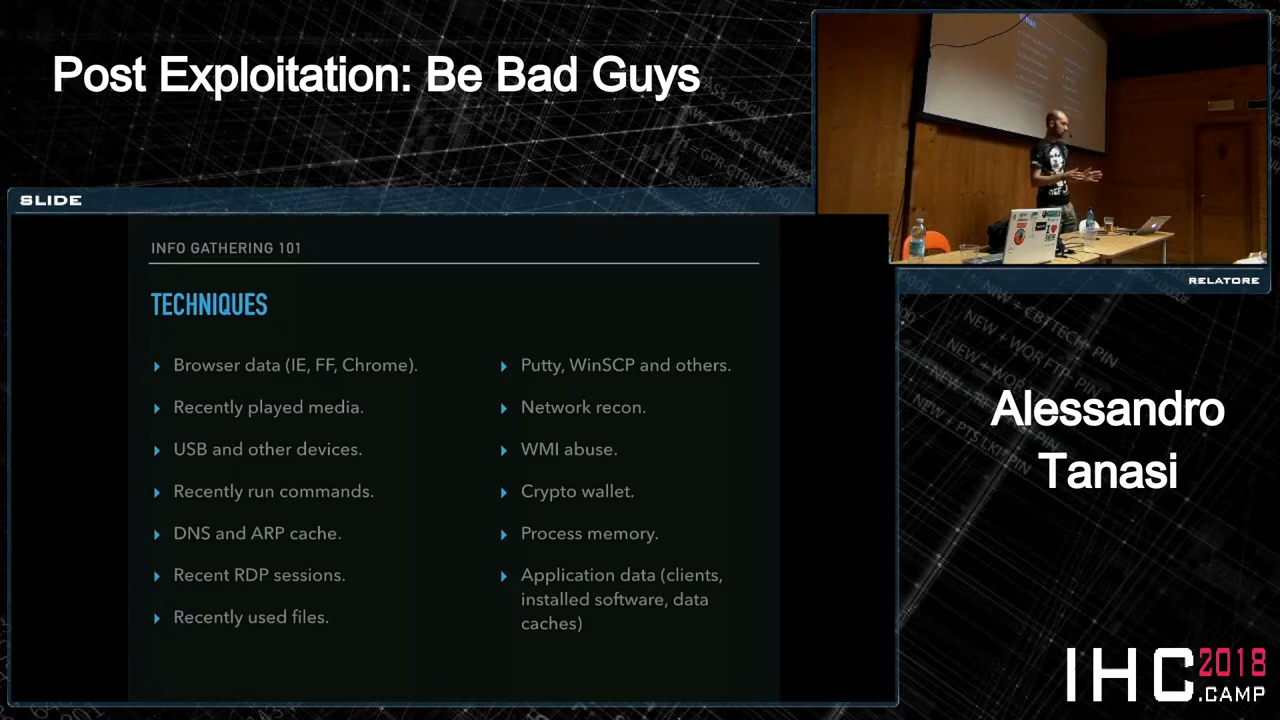 Post Exploitation: Be Bad Guys
SLIDE
INFO GATHERING 101
TECHNIQUES
Browser data (IE, FF, Chrome).
Recently played media.
USB and other devices.
Recently run commands.
DNS and ARP cache.
Recent RDP sessions.
Recently used files.
Putty, WinSCP and others.
Network recon.
WMI abuse.
Crypto wallet.
Process memory.
Application data (clients,
installed software, data
caches)
RELATORE
Alessandro
Tanasi
IHC2018
.CAMP